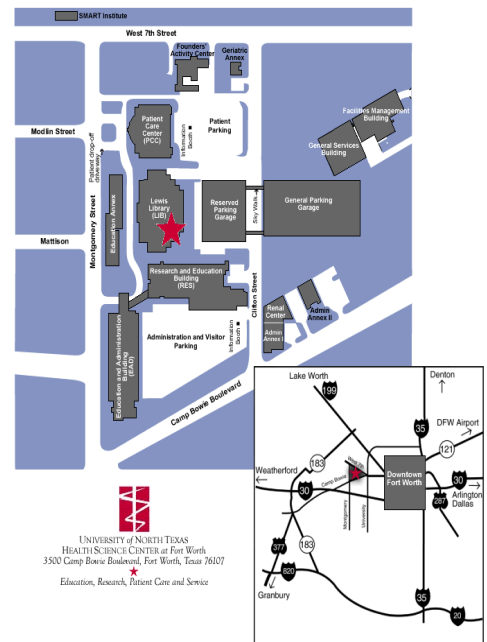 SMART Institute
West 7th Street
Founders'
Activity Center
Geriatric
Annex
Facilities Management
Building
General Services
Building
Patient
Care
Center
(PCC)
Information
Booth
Patient
Parking
Modlin Street
Patient drop-off
driveway
Montgomery Street
Education Annex
Lewis
Library
(LIB)
Reserved
Parking
Garage
Sky Walk
General Parking
Garage
Mattison
Research and Education
Building
(RES)
Clifton Street
Renal
Center
Admin
Annex I
Admin
Annex II
Education and Administration
Building
(EAD)
Administration and Visitor
Parking
Information
Booth
Camp Bowie Boulevard
Lake Worth
Denton
199
35
DFW Airport
121
183
West 7th
Weatherford
Camp Bowie
Downtown
Fort Worth
30
30
Arlington
Dallas
287
Montgomery
University
183
377
820
Granbury
35
20
UNIVERSITY of NORTH TEXAS
HEALTH SCIENCE CENTER at Fort Worth
3500 Camp Bowie Boulevard, Fort Worth, Texas 76107
Education, Research, Patient Care and Service